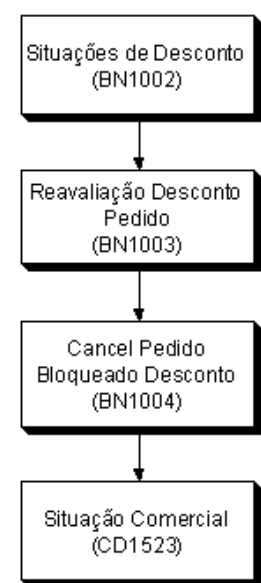 Situações de Desconto
(BN1002)
Reavaliação Desconto
Pedido
(BN1003)
Cancel Pedido
Bloqueado Desconto
(BN1004)
Situação Comercial
(CD1523)